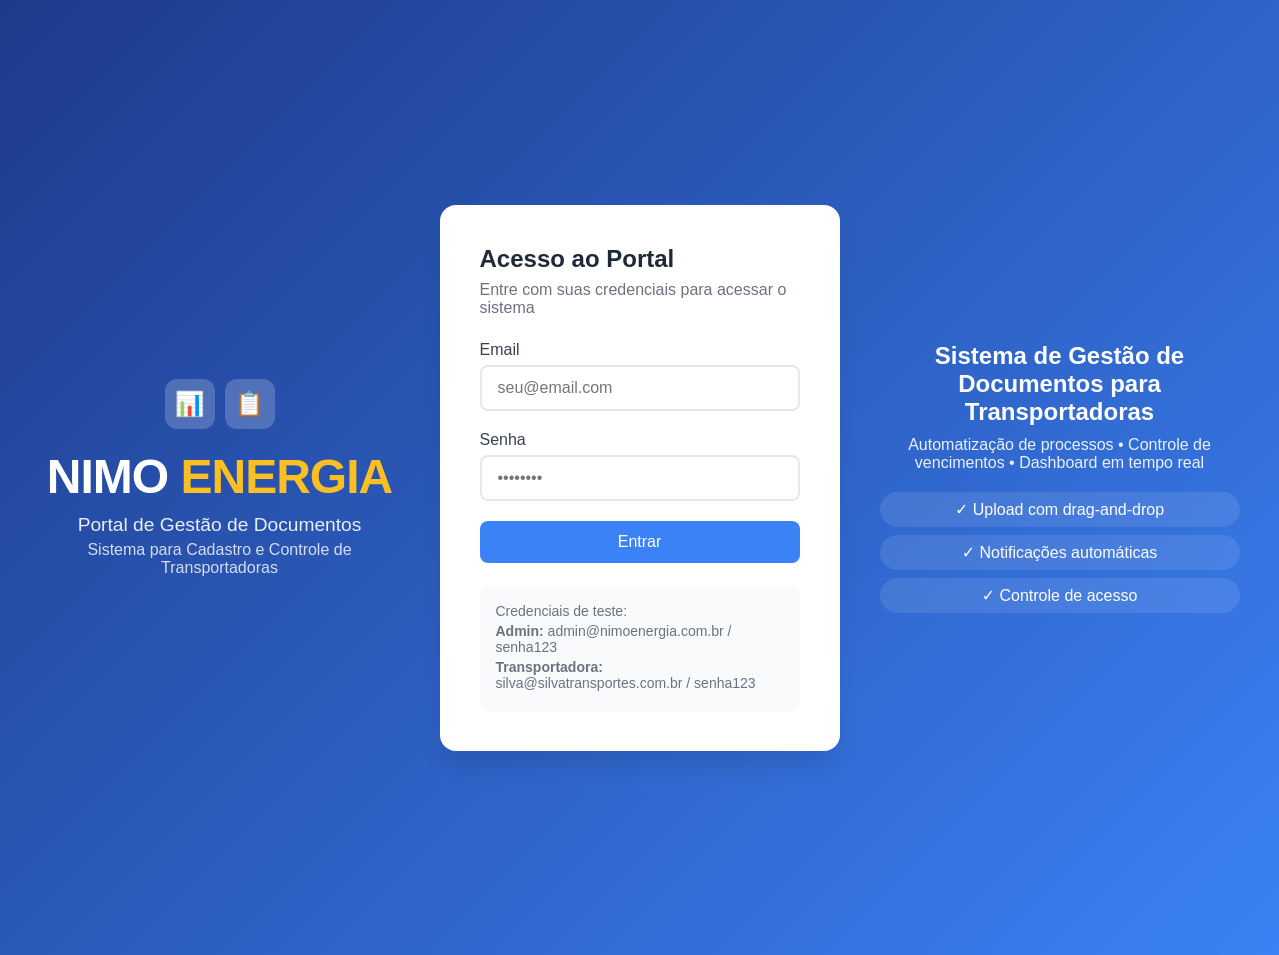 NIMO ENERGIA
Portal de Gestão de Documentos
Sistema para Cadastro e Controle de
Transportadoras
Acesso ao Portal
Entre com suas credenciais para acessar o
sistema
Email
seu@email.com
Senha
••••••••
Entrar
Credenciais de teste:
Admin: admin@nimoenergia.com.br /
senha123
Transportadora:
silva@silvatransportes.com.br / senha123
Sistema de Gestão de
Documentos para
Transportadoras
Automatização de processos • Controle de
vencimentos • Dashboard em tempo real
✓ Upload com drag-and-drop
✓ Notificações automáticas
✓ Controle de acesso